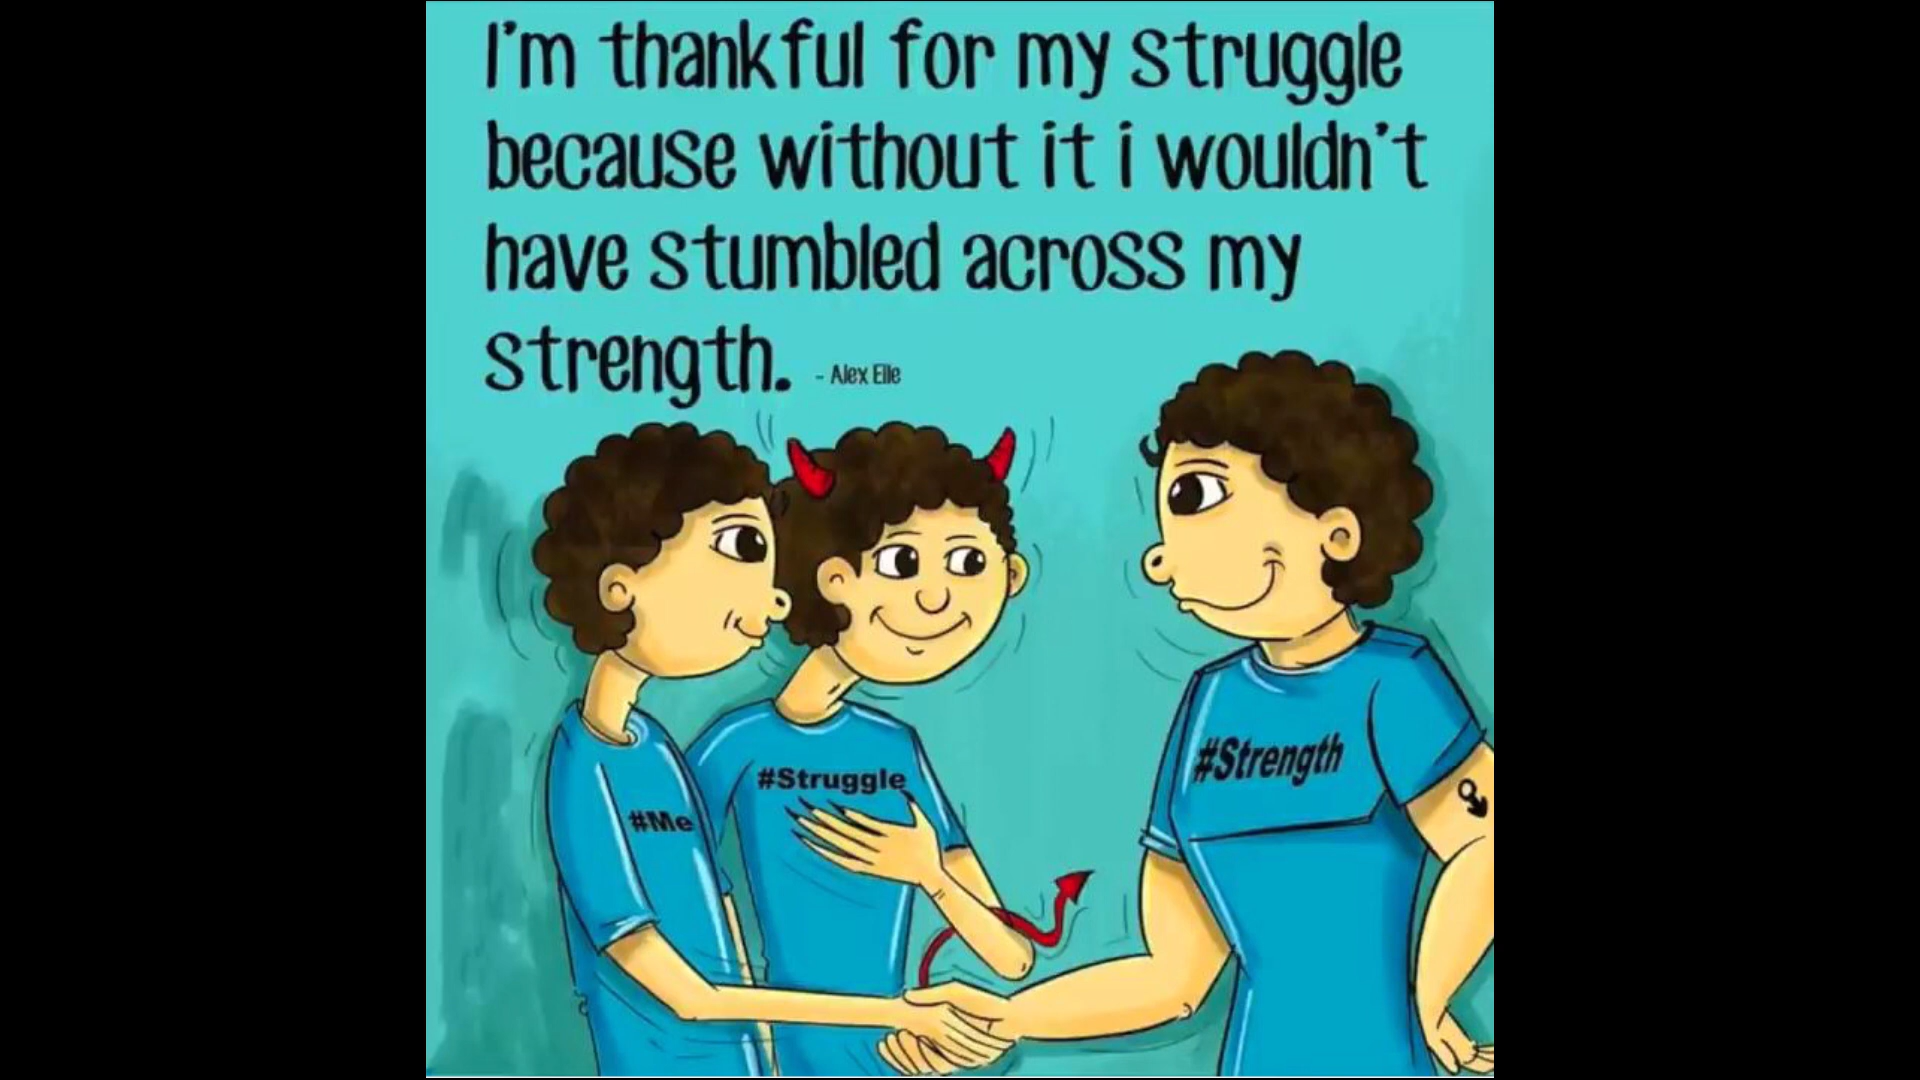 I'm thankful for my struggle
because without it i wouldn't
have stumbled across my
strength. - Alex Elle
#Me
#Struggle
#Strength